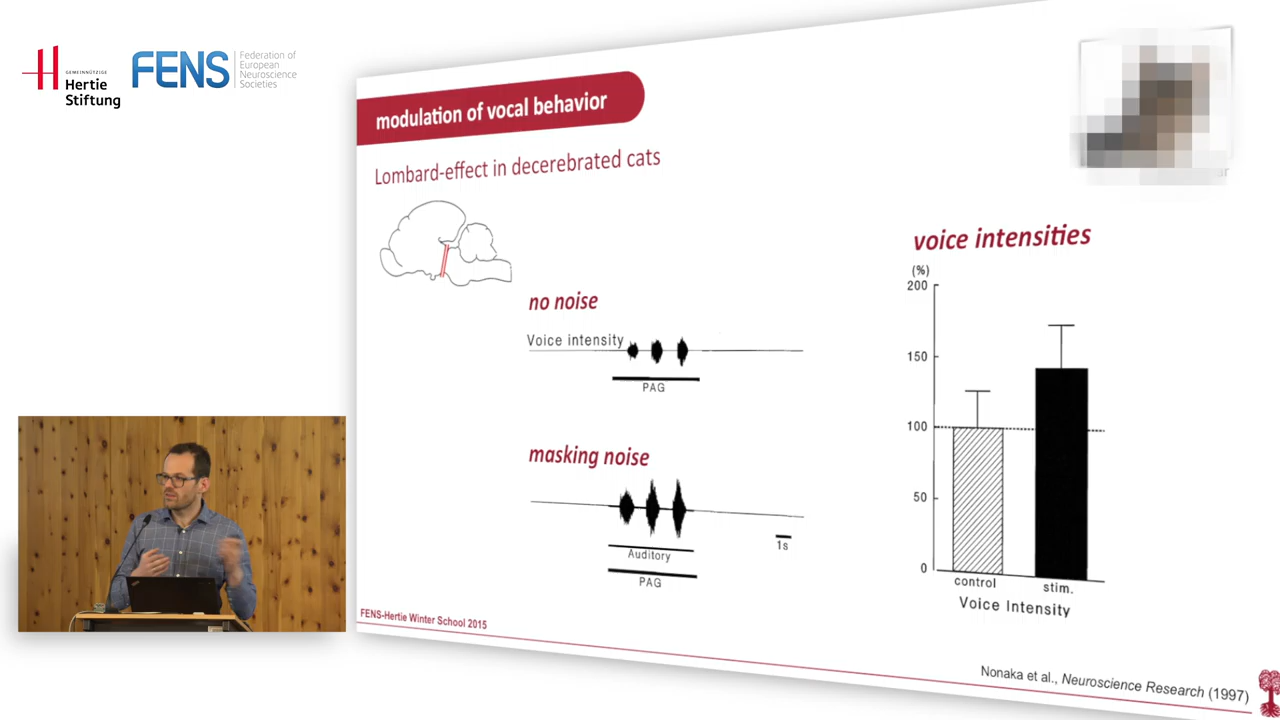 GEMEINNÜTZIGE
Hertie
Stiftung
FENS
Federation of
European
Neuroscience
Societies
modulation of vocal behavior
Lombard-effect in decerebrated cats
no noise
Voice intensity
PAG
masking noise
Auditory
PAG
1s
voice intensities
(%)
200
150
100
50
0
control
stim.
Voice Intensity
FENS-Hertie Winter School 2015
Nonaka et al., Neuroscience Research (1997)